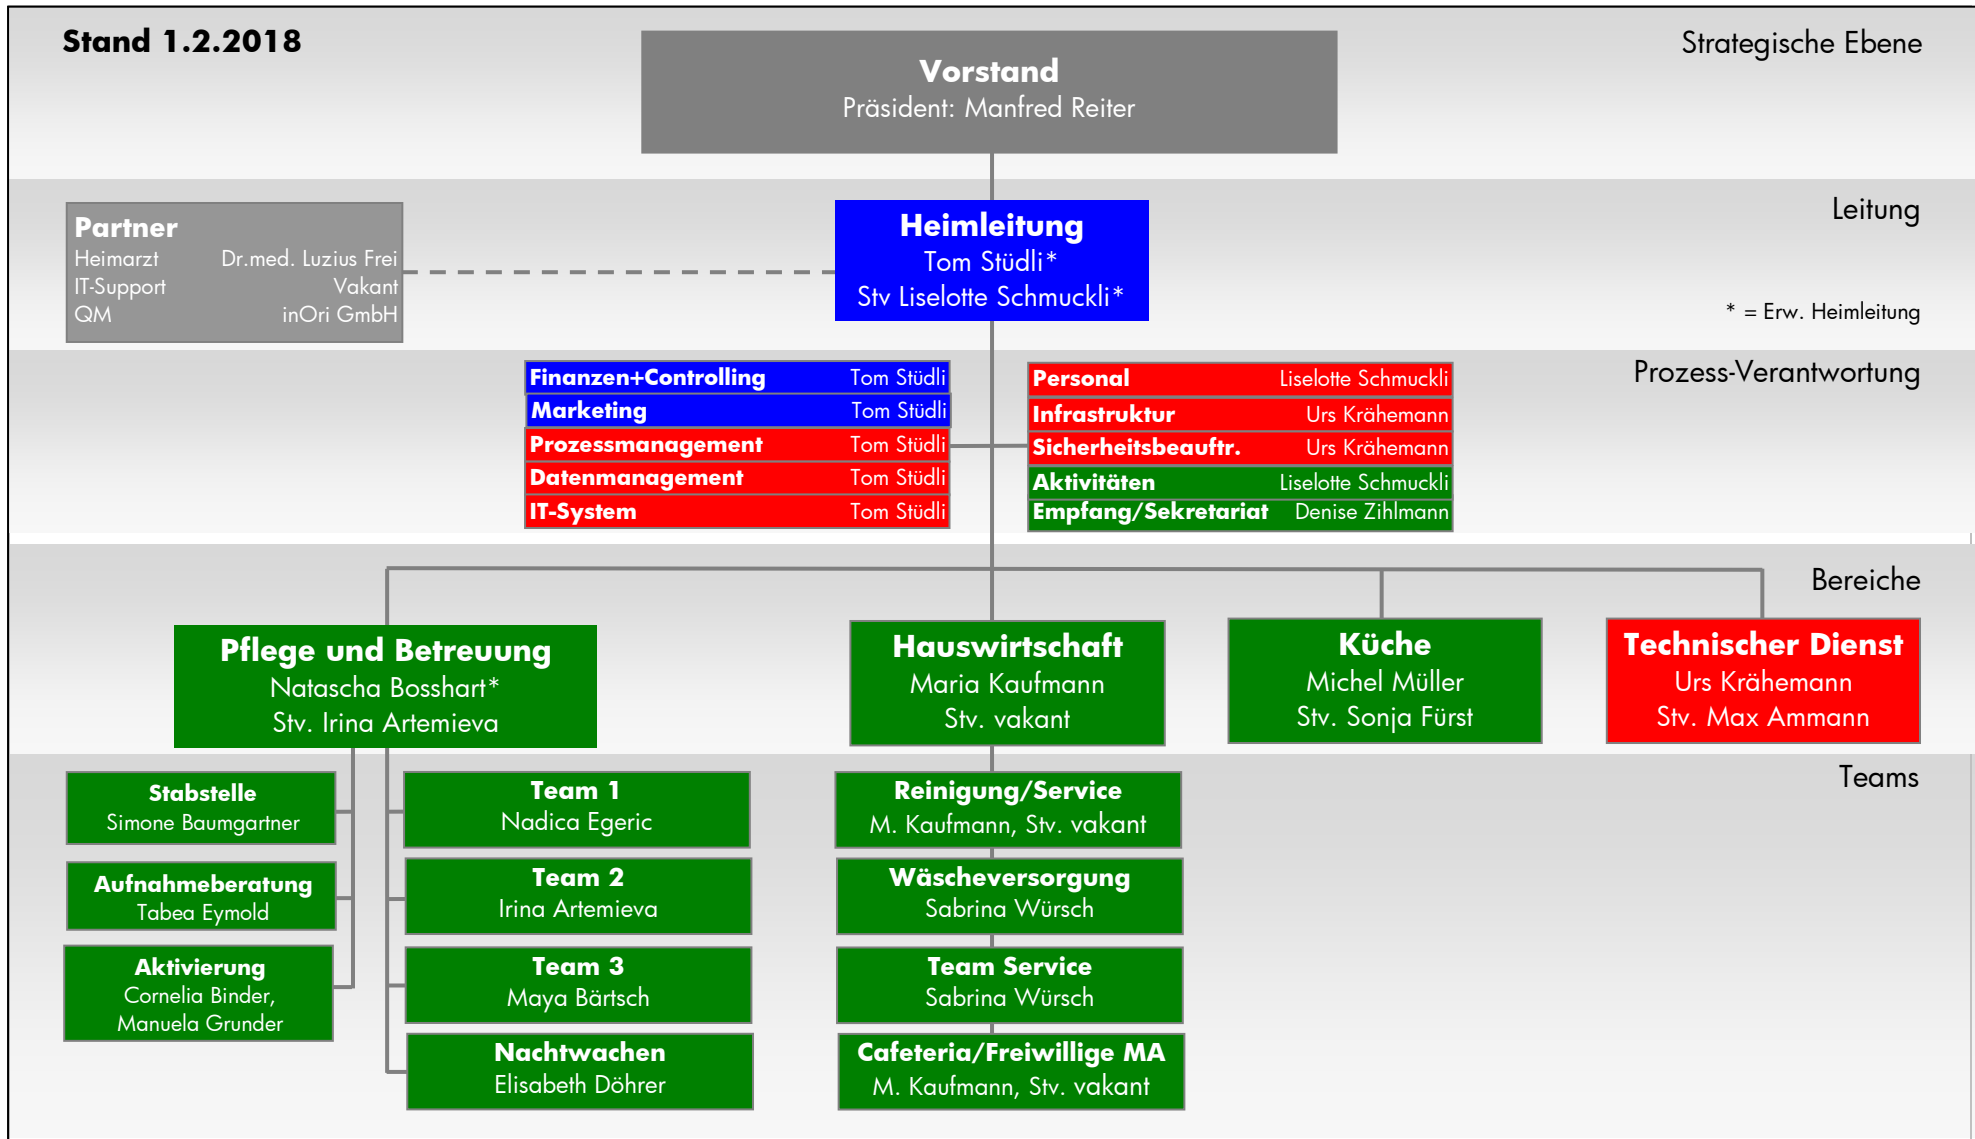 Stand 1.2.2018
Strategische Ebene
Vorstand
Präsident: Manfred Reiter
Leitung
Partner
Heimarzt Dr.med. Luzius Frei
IT-Support Vakant
QM inOri GmbH
Heimleitung
Tom Stüdli*
Stv Liselotte Schmuckli*
* = Erw. Heimleitung
Prozess-Verantwortung
Finanzen+Controlling Tom Stüdli
Marketing Tom Stüdli
Prozessmanagement Tom Stüdli
Datenmanagement Tom Stüdli
IT-System Tom Stüdli
Personal Liselotte Schmuckli
Infrastruktur Urs Krähemann
Sicherheitsbeauftr. Urs Krähemann
Aktivitäten Liselotte Schmuckli
Empfang/Sekretariat Denise Zihlmann
Bereiche
Pflege und Betreuung
Natascha Bosshart*
Stv. Irina Artemieva
Hauswirtschaft
Maria Kaufmann
Stv. vakant
Küche
Michel Müller
Stv. Sonja Fürst
Technischer Dienst
Urs Krähemann
Stv. Max Ammann
Teams
Stabstelle
Simone Baumgartner
Aufnahmeberatung
Tabea Eymold
Aktivierung
Cornelia Binder,
Manuela Grunder
Team 1
Nadica Egeric
Team 2
Irina Artemieva
Team 3
Maya Bärtsch
Nachtwachen
Elisabeth Döhrer
Reinigung/Service
M. Kaufmann, Stv. vakant
Wäscheversorgung
Sabrina Würsch
Team Service
Sabrina Würsch
Cafeteria/Freiwillige MA
M. Kaufmann, Stv. vakant